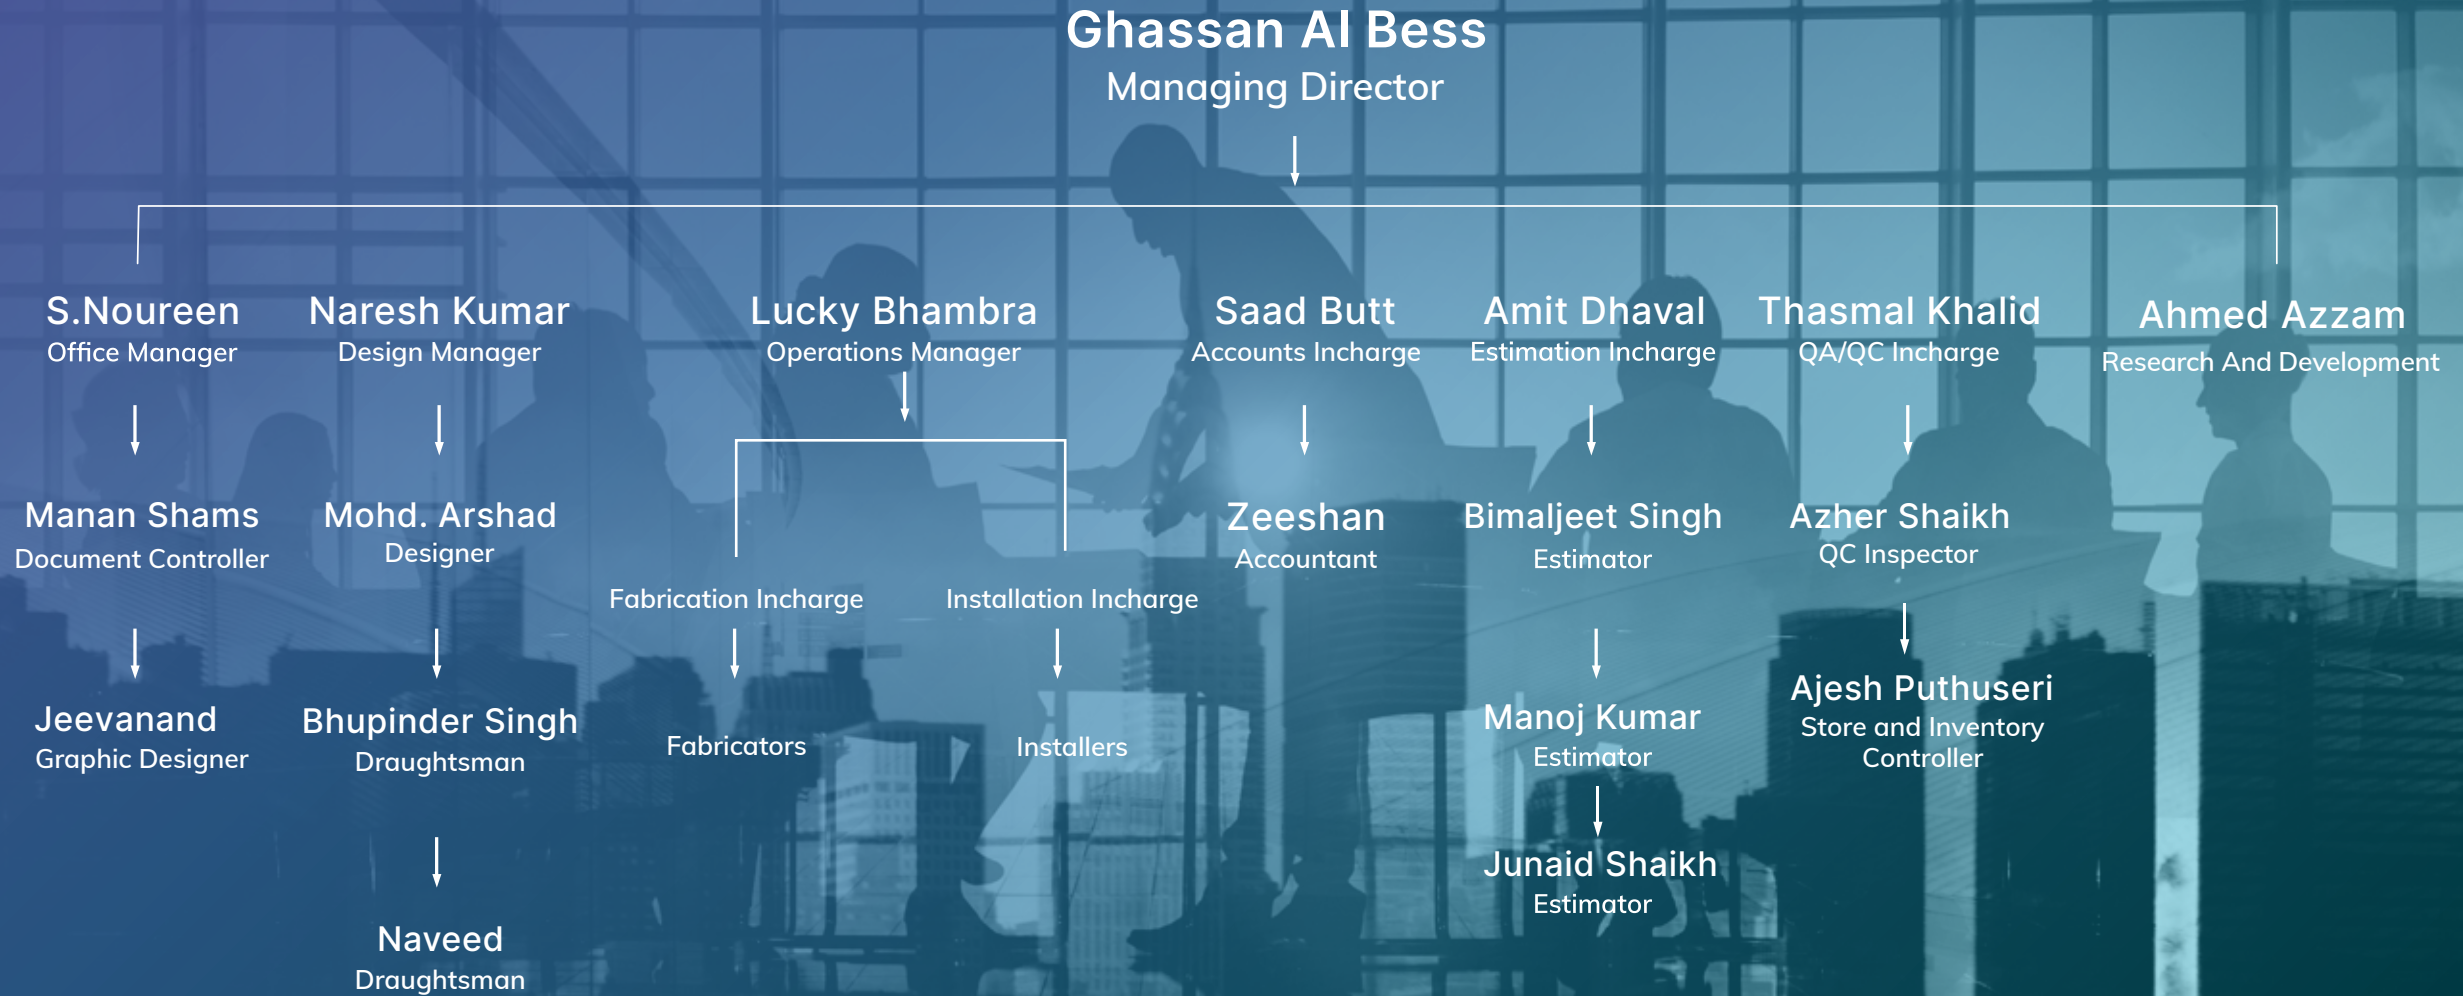 Ghassan Al Bess
Managing Director
S.Noureen
Office Manager
Naresh Kumar
Design Manager
Lucky Bhambra
Operations Manager
Saad Butt
Accounts Incharge
Amit Dhaval
Estimation Incharge
Thasmal Khalid
QA/QC Incharge
Ahmed Azzam
Research And Development
Manan Shams
Document Controller
Mohd. Arshad
Designer
Fabrication Incharge
Installation Incharge
Zeeshan
Accountant
Bimaljeet Singh
Estimator
Azher Shaikh
QC Inspector
Jeevanand
Graphic Designer
Bhupinder Singh
Draughtsman
Fabricators
Installers
Manoj Kumar
Estimator
Ajesh Puthuseri
Store and Inventory
Controller
Junaid Shaikh
Estimator
Naveed
Draughtsman